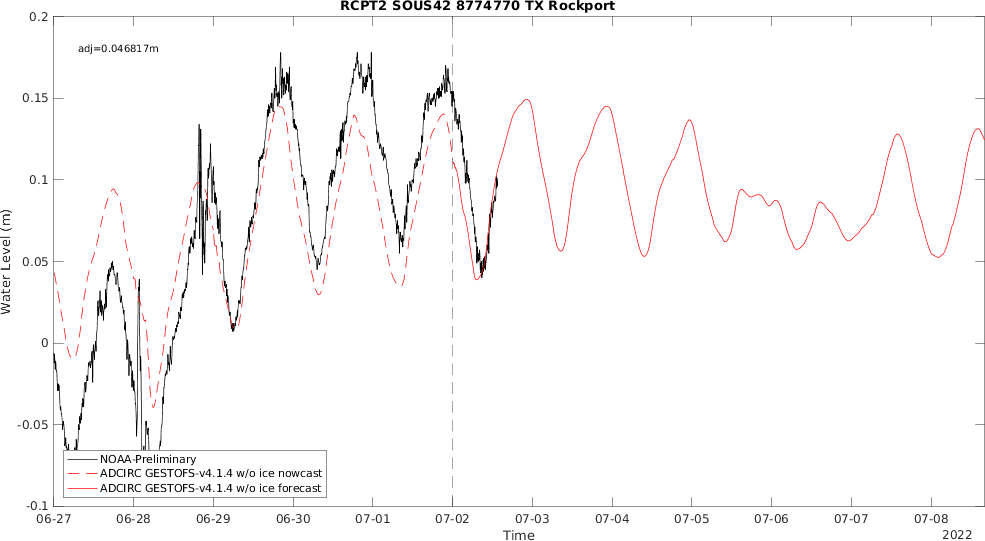 RCPT2 SOUS42 8774770 TX Rockport
adj=0.046817m
Water Level (m)
0.2
0.15
0.1
0.05
0
-0.05
-0.1
NOAA-Preliminary
ADCIRC GESTOFS-v4.1.4 w/o ice nowcast
ADCIRC GESTOFS-v4.1.4 w/o ice forecast
06-27 06-28 06-29 06-30 07-01 07-02 07-03 07-04 07-05 07-06 07-07 07-08
Time
2022